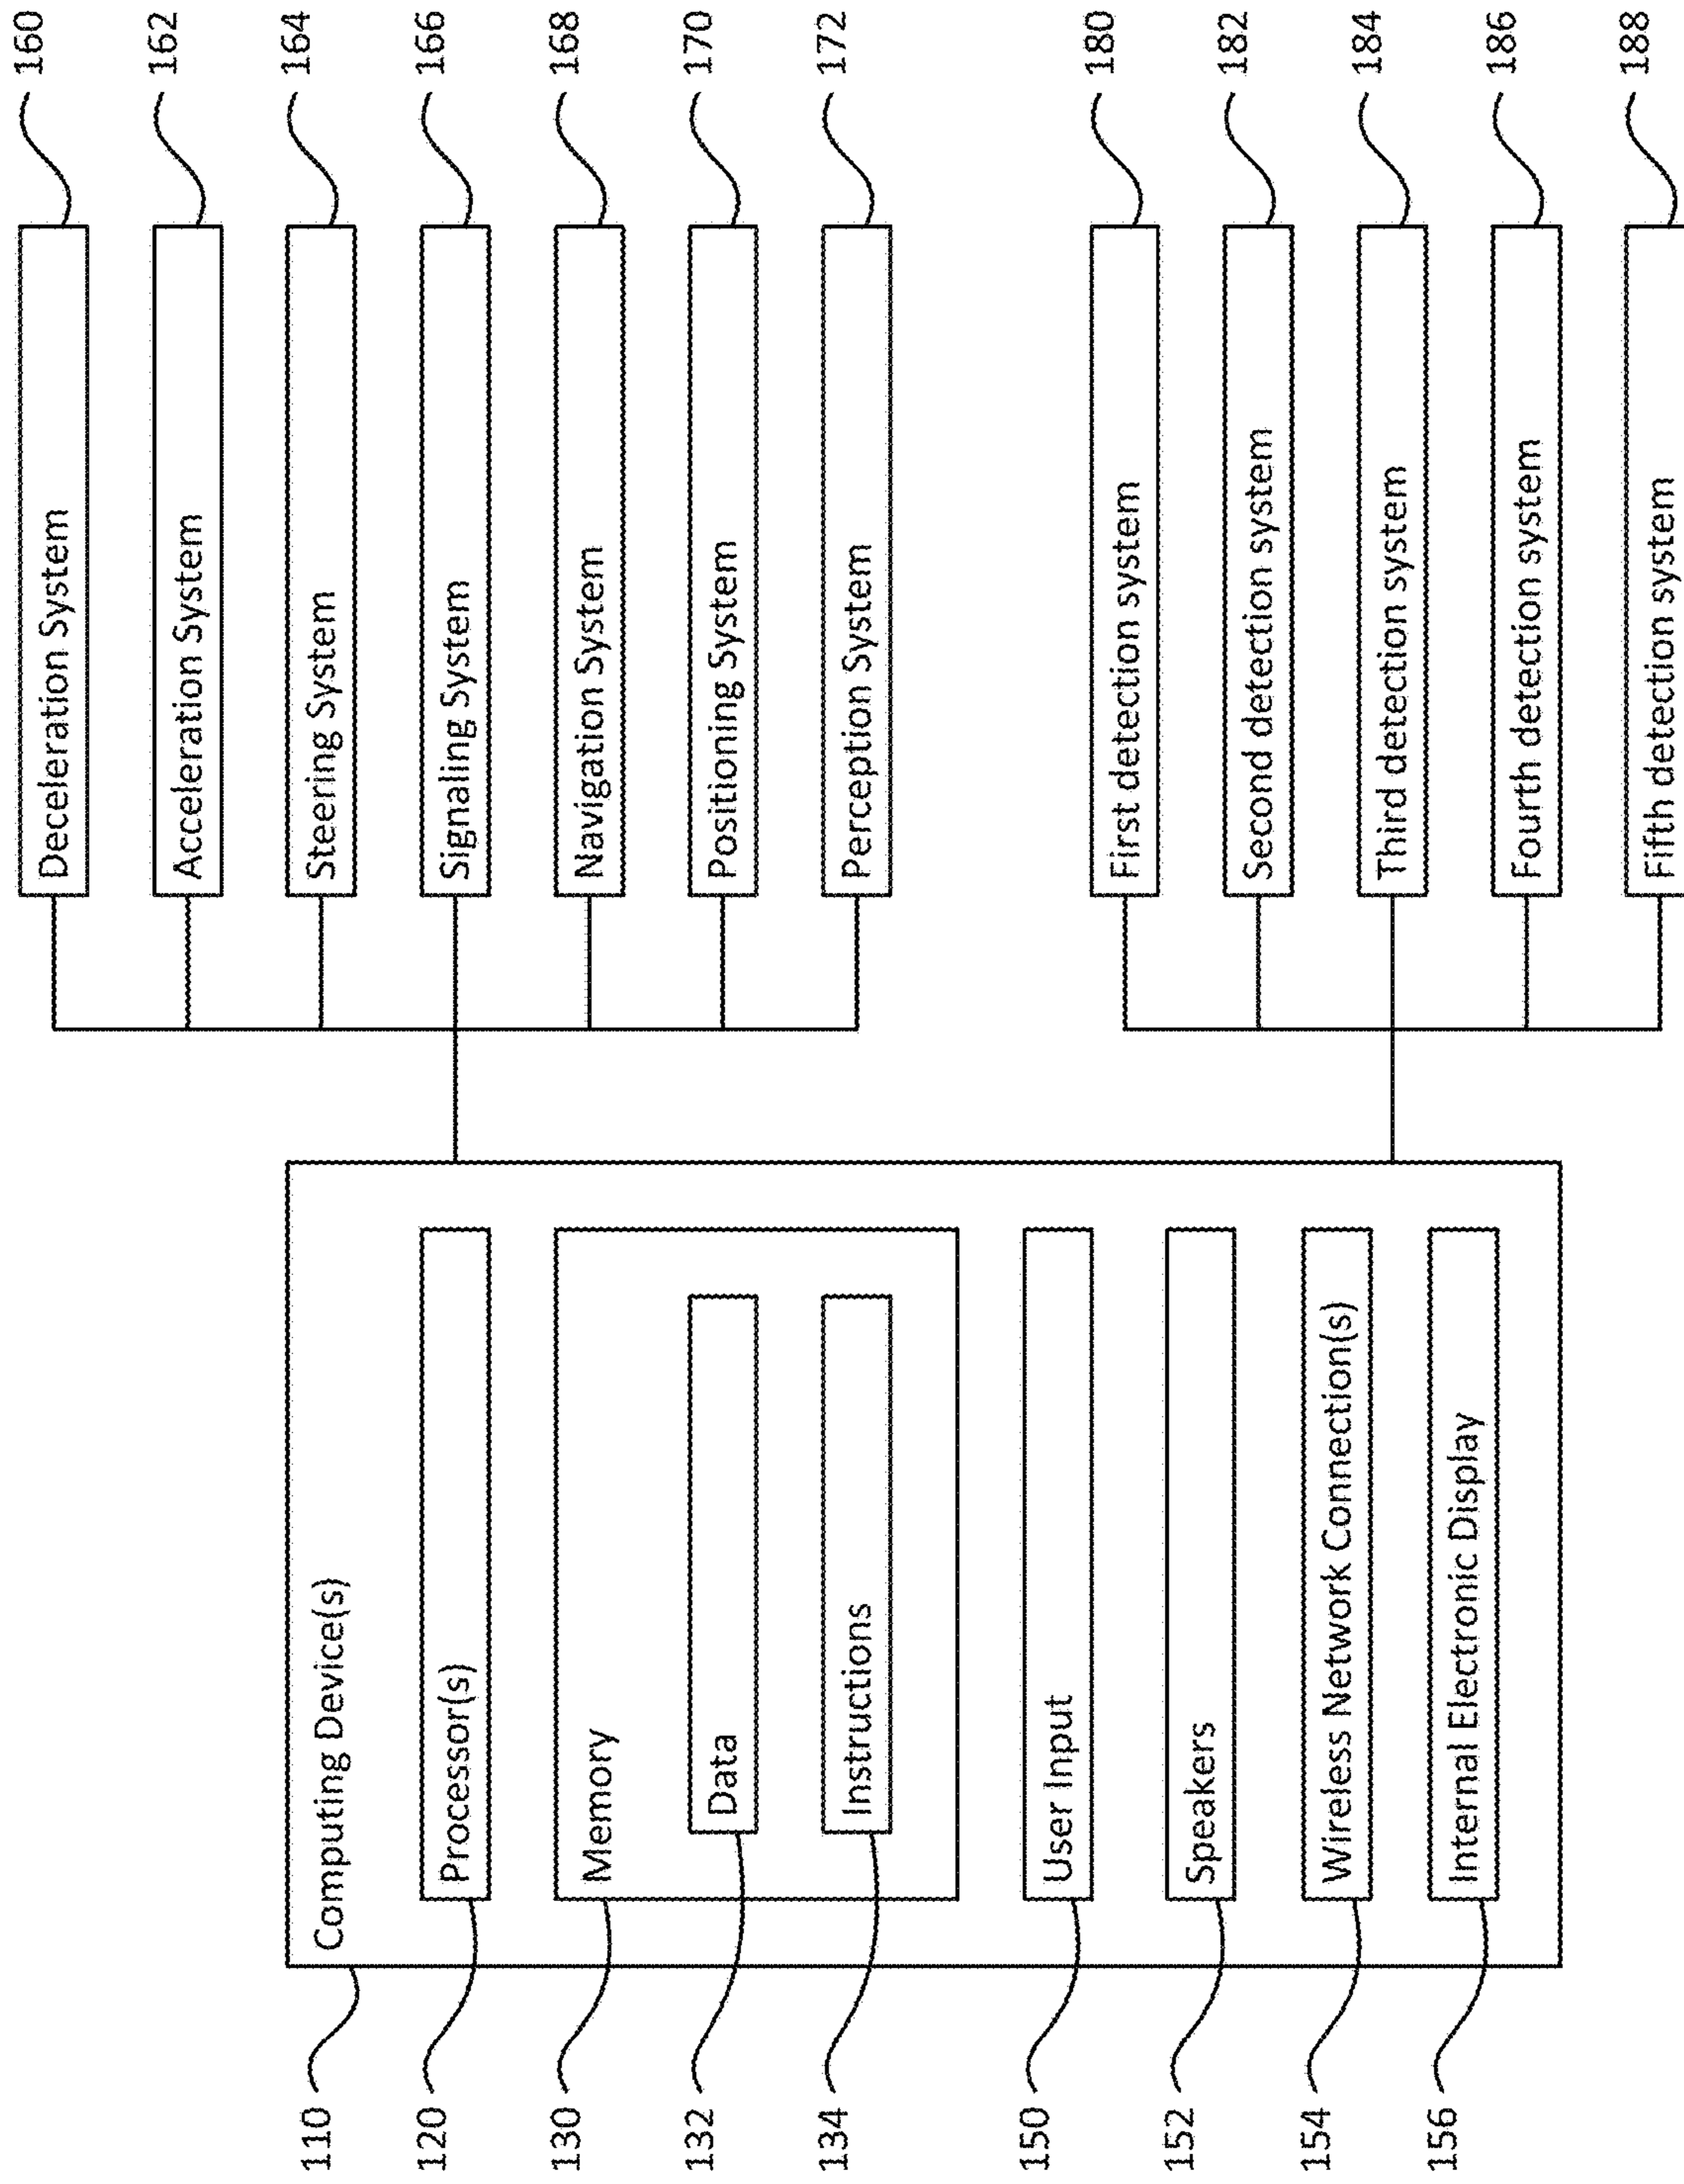 110
Computing Device(s)
120
Processor(s)
130
Memory
132
Data
134
Instructions
150
User Input
152
Speakers
154
Wireless Network Connection(s)
156
Internal Electronic Display
Deceleration System
160
Acceleration System
162
Steering System
164
Signaling System
166
Navigation System
168
Positioning System
170
Perception System
172
First detection system
180
Second detection system
182
Third detection system
184
Fourth detection system
186
Fifth detection system
188